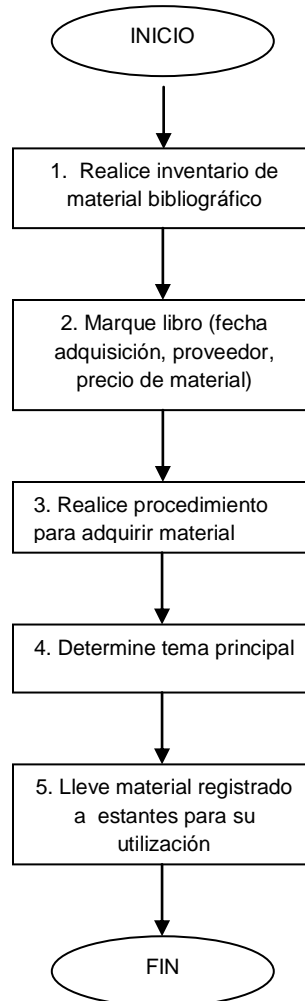 INICIO
1. Realice inventario de
material bibliográfico
2. Marque libro (fecha
adquisición, proveedor,
precio de material)
3. Realice procedimiento
para adquirir material
4. Determine tema principal
5. Lleve material registrado
a estantes para su
utilización
FIN